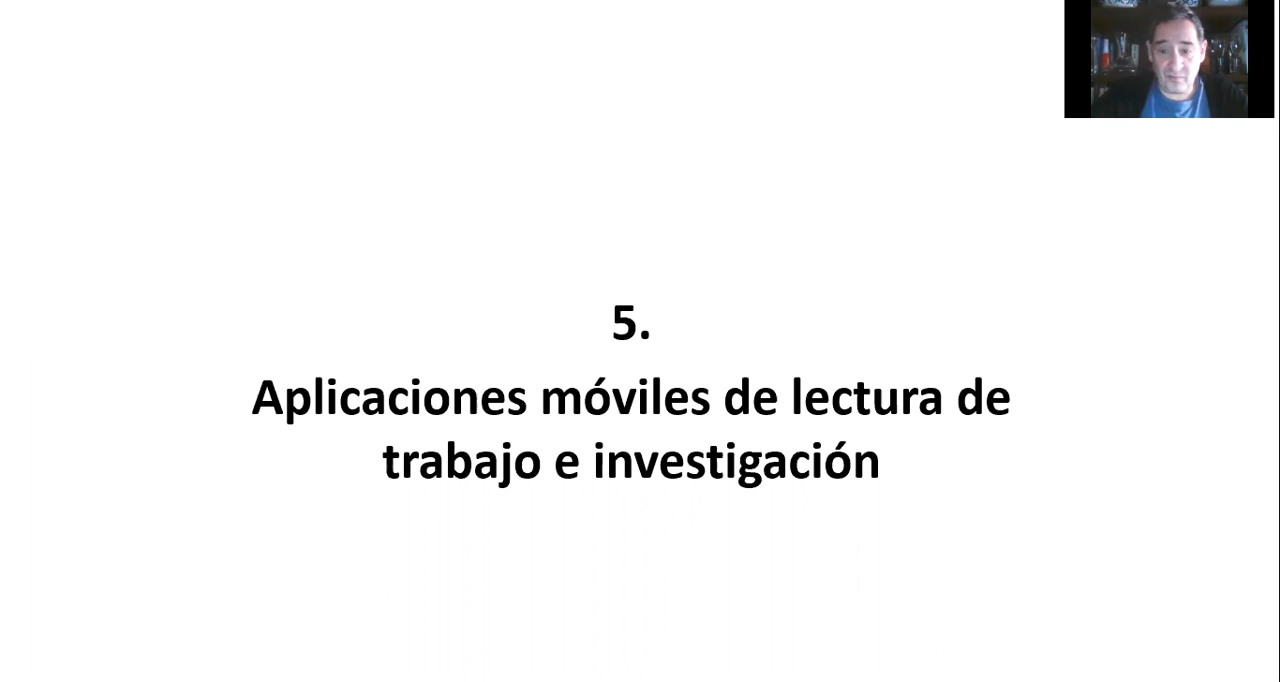 5.
Aplicaciones móviles de lectura de
trabajo e investigación